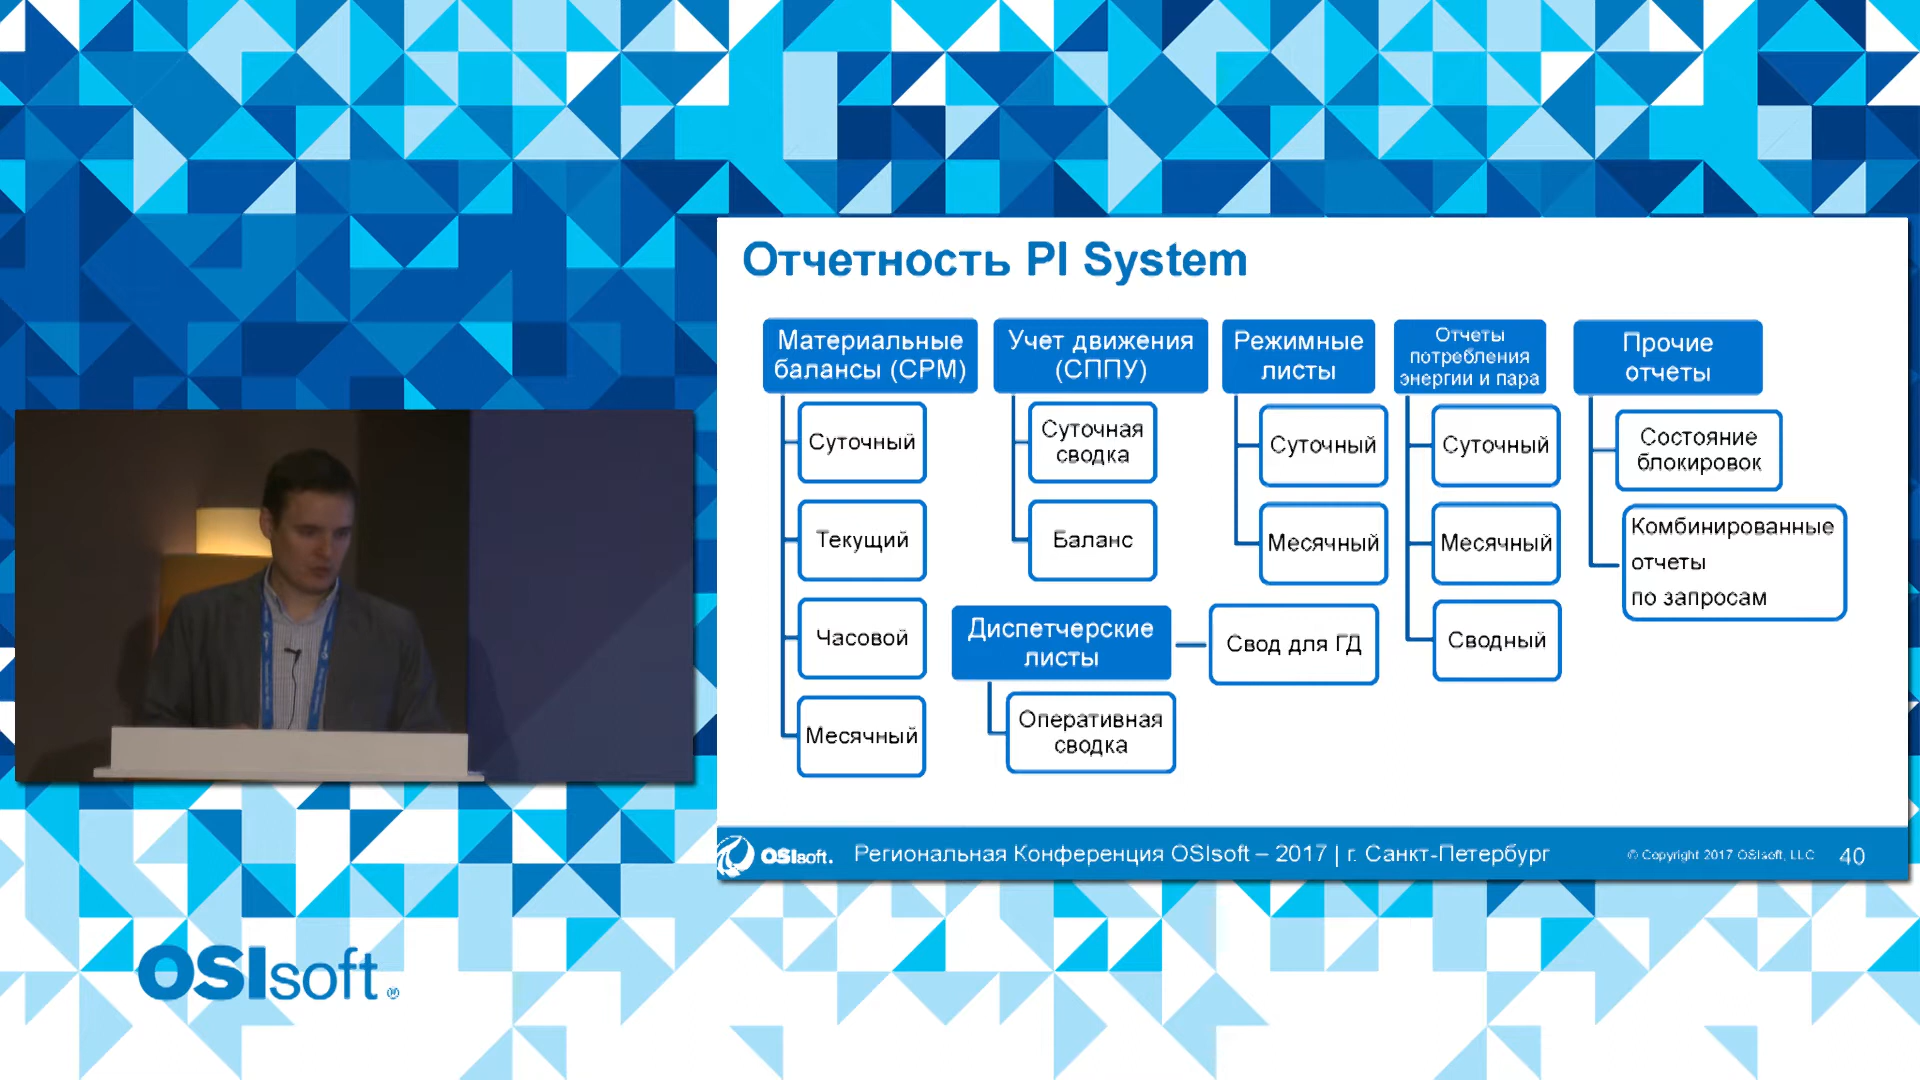 Отчетность PI System
Материальные
балансы (СРМ)
Суточный
Текущий
Часовой
Месячный
Учет движения
(СППУ)
Суточная
сводка
Баланс
Режимные
листы
Суточный
Месячный
Отчеты
потребления
энергии и пара
Суточный
Месячный
Сводный
Прочие
отчеты
Состояние
блокировок
Комбинированные
отчеты
по запросам
Диспетчерские
листы
Свод для ГД
Оперативная
сводка
OSIsoft.
Региональная Конференция OSIsoft – 2017 | г. Санкт-Петербург
© Copyright 2017 OSIsoft, LLC
40
OSIsoft®